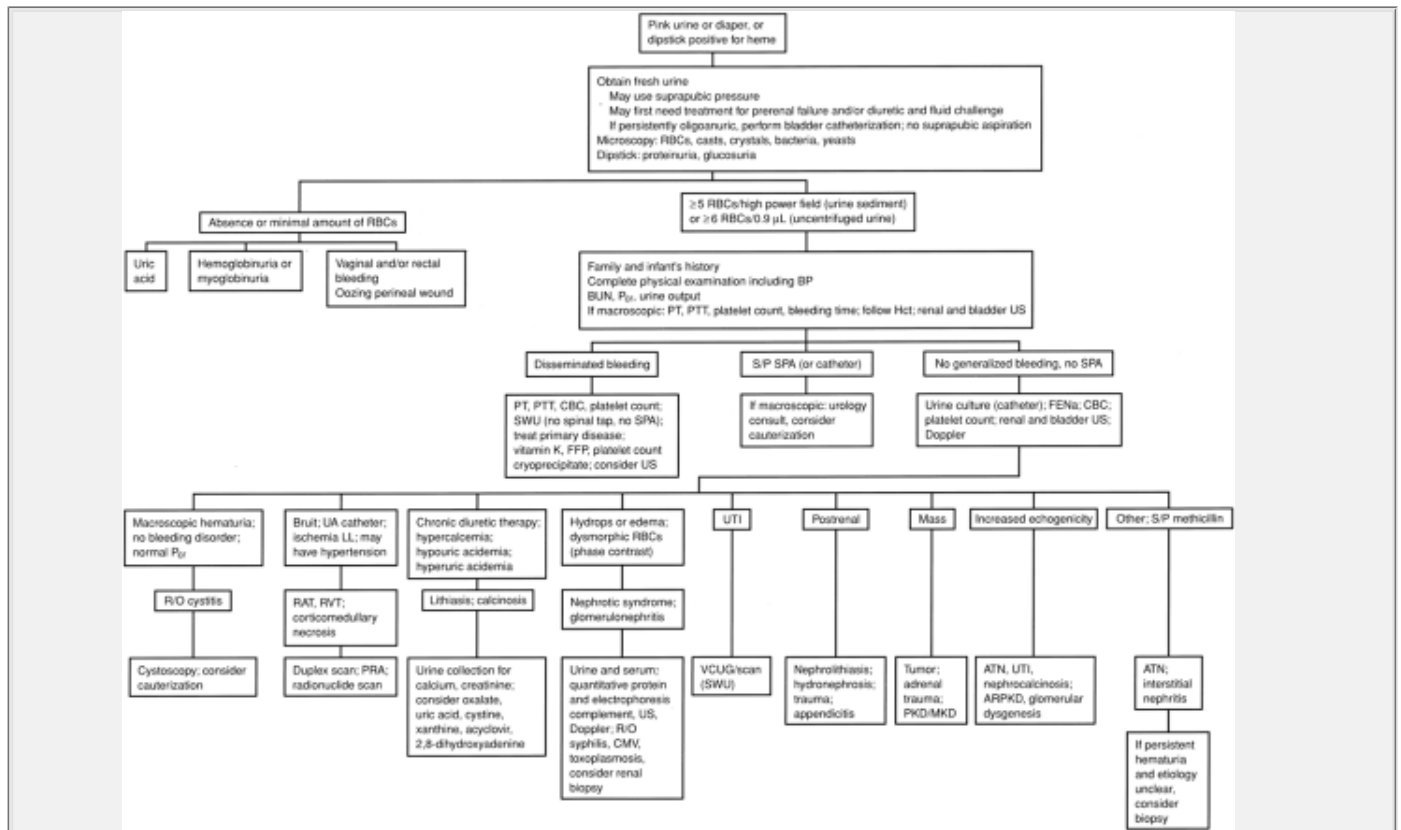 Pink urine or diaper, or
dipstick positive for heme
Obtain fresh urine
May use suprapubic pressure
May first need treatment for prerenal failure and/or diuretic and fluid challenge
If persistently oligoanuric, perform bladder catheterization; no suprapubic aspiration
Microscopy: RBCs, casts, crystals, bacteria, yeasts
Dipstick: proteinuria, glucosuria
Absence or minimal amount of RBCs
≥5 RBCs/high power field (urine sediment)
or ≥6 RBCs/0.9 μL (uncentrifuged urine)
Uric
acid
Hemoglobinuria or
myoglobinuria
Vaginal and/or rectal
bleeding
Oozing perineal wound
Family and infant's history
Complete physical examination including BP
BUN, urine output
If macroscopic: PT, PTT, platelet count, bleeding time; follow Hct; renal and bladder US
Disseminated bleeding
S/P SPA (or catheter)
No generalized bleeding, no SPA
PT, PTT, CBC, platelet count;
SWU (no spinal tap, no SPA);
treat primary disease;
vitamin K, FFP, platelet count
cryoprecipitate; consider US
If macroscopic: urology
consult, consider
cauterization
Urine culture (catheter); FENa; CBC;
platelet count; renal and bladder US;
Doppler
Macroscopic hematuria;
no bleeding disorder;
normal
Bruit; UA catheter;
ischemia LL; may
have hypertension
Chronic diuretic therapy;
hypercalcemia;
hypouric acidemia;
hyperuric acidemia
Hydrops or edema;
dysmorphic RBCs
(phase contrast)
UTI
Postrenal
Mass
Increased echogenicity
Other; S/P methicillin
R/O cystitis
RAT, RVT;
corticomedullary
necrosis
Lithiasis; calcinosis
Nephrotic syndrome;
glomerulonephritis
Cystoscopy; consider
cauterization
Duplex scan; PRA;
radionuclide scan
Urine collection for
calcium, creatinine;
consider oxalate,
uric acid, cystine,
xanthine, acyclovir,
2,8-dihydroxyadenine
Urine and serum;
quantitative protein
and electrophoresis
complement, US,
Doppler; R/O
syphilis, CMV,
toxoplasmosis,
consider renal
biopsy
VCUG/scan
(SWU)
Nephrolithiasis;
hydronephrosis;
trauma;
appendicitis
Tumor;
adrenal
trauma;
PKD/MKD
ATN, UTI,
nephrocalcinosis;
ARPKD, glomerular
dysgenesis
ATN;
interstitial
nephritis
If persistent
hematuria
and etiology
unclear,
consider
biopsy